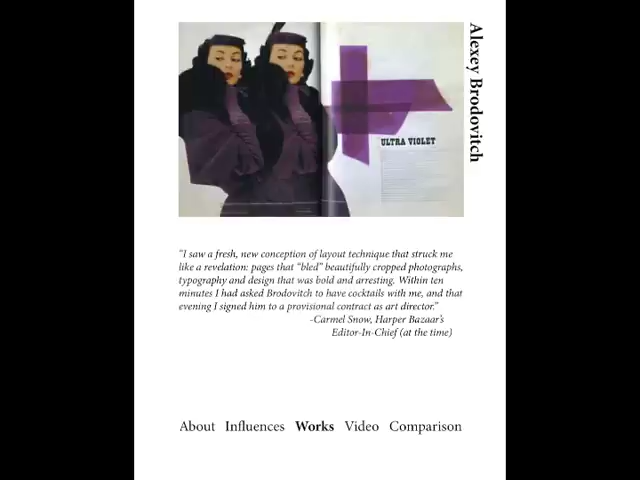 Alexey Brodovitch
ULTRA VIOLET
“I saw a fresh, new conception of layout technique that struck me
like a revelation: pages that “bled” beautifully cropped photographs,
typography and design that was bold and arresting. Within ten
minutes I had asked Brodovitch to have cocktails with me, and that
evening I signed him to a provisional contract as art director.”
-Carmel Snow, Harper Bazaar’s
Editor-In-Chief (at the time)
About Influences Works Video Comparison